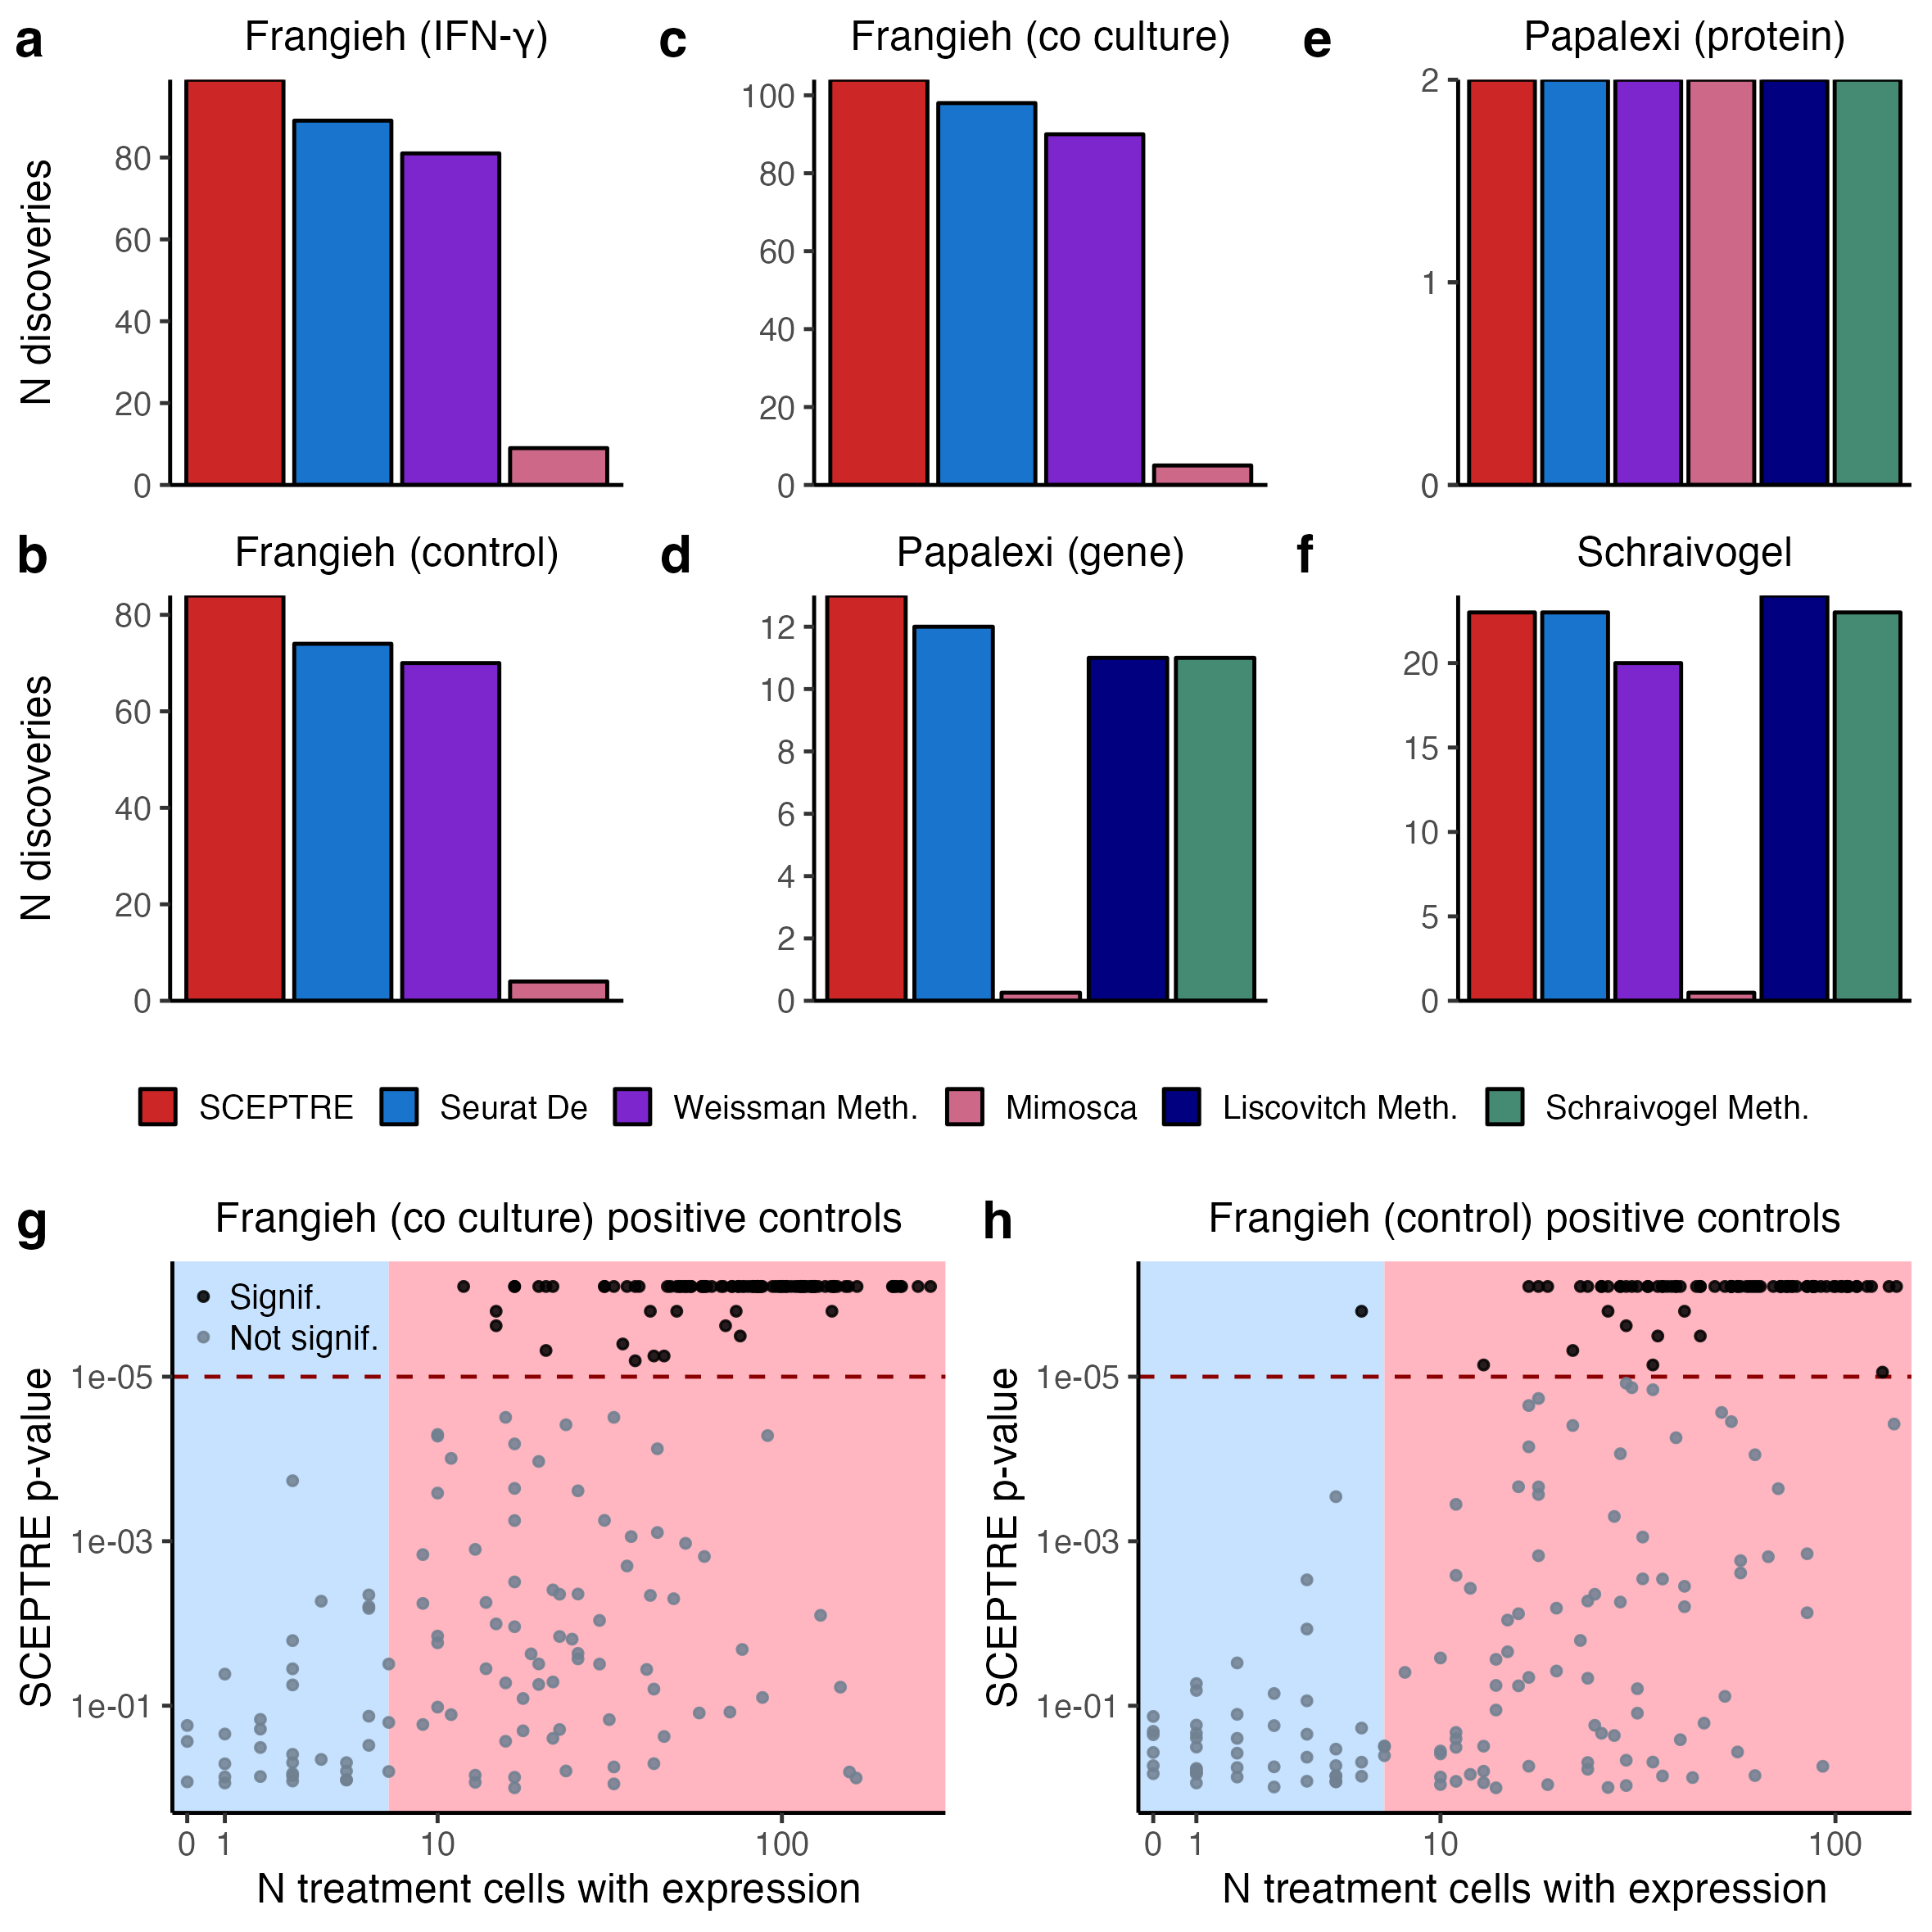 a Frangieh (IFN-γ)
N discoveries
80
60
40
20
0
c Frangieh (co culture)
100
80
60
40
20
0
e Papalexi (protein)
2
1
0
b Frangieh (control)
N discoveries
80
60
40
20
0
d Papalexi (gene)
12
10
8
6
4
2
0
f Schraivogel
20
15
10
5
0
SCEPTRE Seurat De Weissman Meth. Mimosca Liscovitch Meth. Schraivogel Meth.
g Frangieh (co culture) positive controls
Signif.
Not signif.
SCEPTRE p-value
1e-05
1e-03
1e-01
0 1 10 100
N treatment cells with expression
h Frangieh (control) positive controls
SCEPTRE p-value
1e-05
1e-03
1e-01
0 1 10 100
N treatment cells with expression